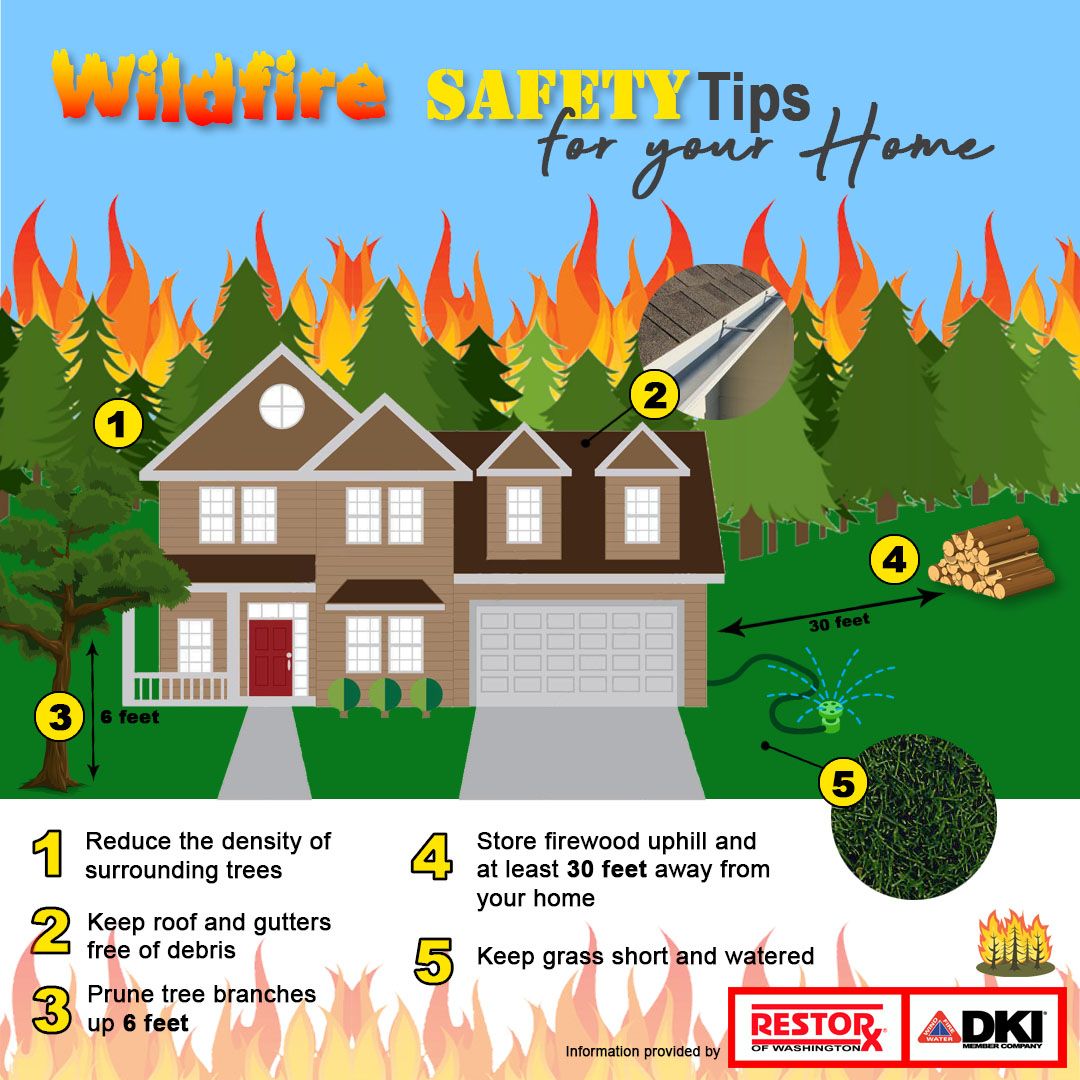 Wildfire SAFETY Tips
for your Home
1
2
3
6 feet
4
30 feet
5
1 Reduce the density of
surrounding trees
2 Keep roof and gutters
free of debris
3 Prune tree branches
up 6 feet
4 Store firewood uphill and
at least 30 feet away from
your home
5 Keep grass short and watered
Information provided by
RESTORx®
OF WASHINGTON
WIND FIRE
WATER
DKI®
MEMBER COMPANY